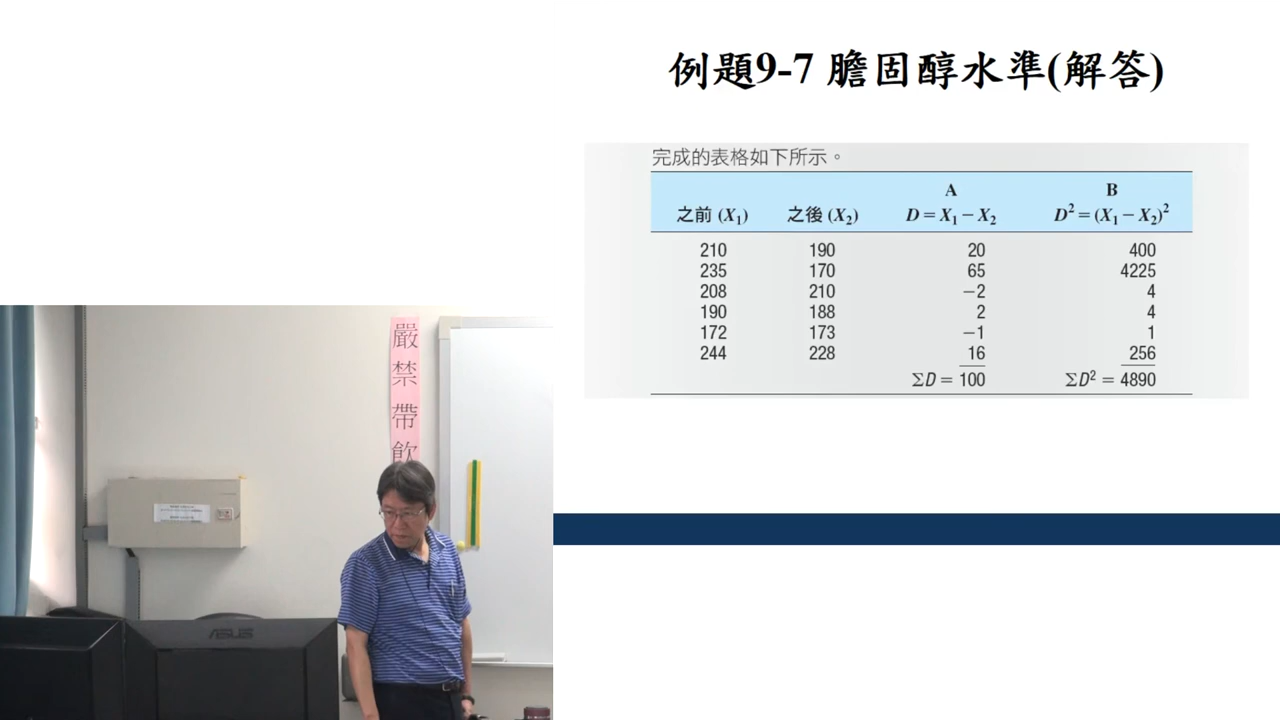 例題9-7 膽固醇水準(解答)
完成的表格如下所示。
A B
之前 (X₁) 之後 (X₂) D = X₁ − X₂ D² = (X₁ − X₂)²
210 190 20 400
235 170 65 4225
208 210 −2 4
190 188 2 4
172 173 −1 1
244 228 16 256
ΣD = 100 ΣD² = 4890
嚴禁帶飲
ASUS